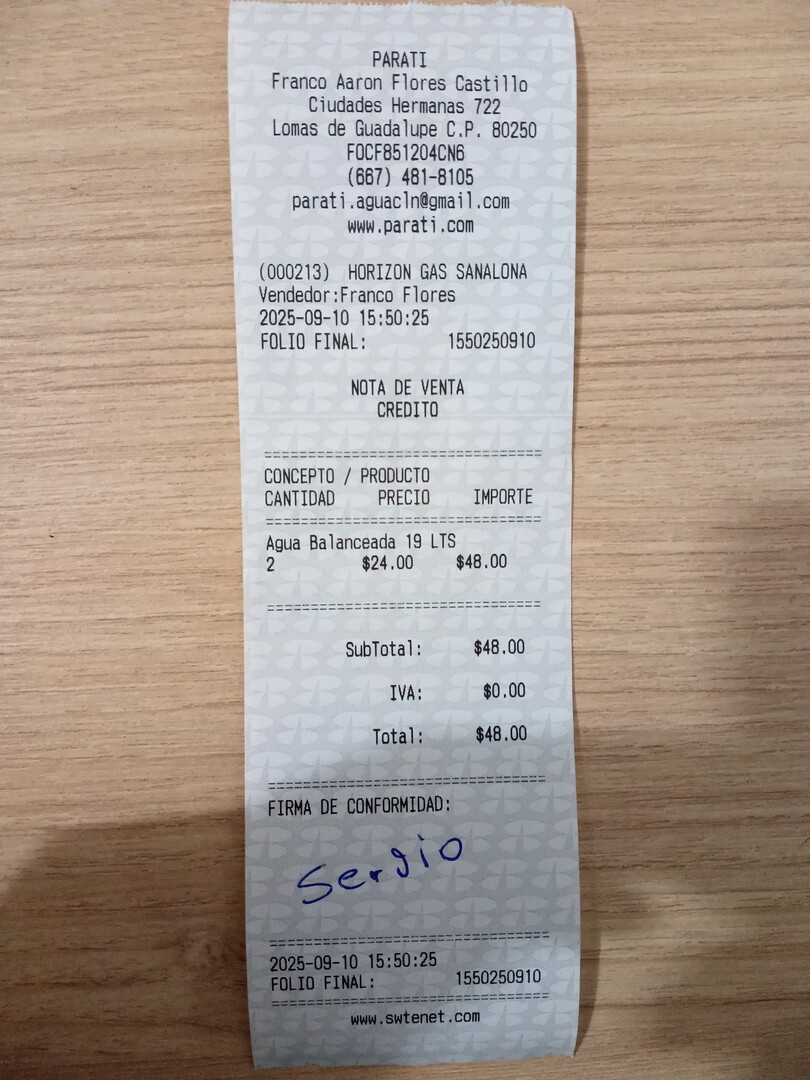 PARATI
Franco Aaron Flores Castillo
Ciudades Hermanas 722
Lomas de Guadalupe C.P. 80250
FOCF851204CN6
(667) 481-8105
parati.aguacln@gmail.com
www.parati.com
(000213) HORIZON GAS SANALONA
Vendedor:Franco Flores
2025-09-10 15:50:25
FOLIO FINAL: 1550250910
NOTA DE VENTA
CREDITO
==================================
CONCEPTO / PRODUCTO
CANTIDAD PRECIO IMPORTE
==================================
Agua Balanceada 19 LTS
2 $24.00 $48.00
==================================
SubTotal: $48.00
IVA: $0.00
Total: $48.00
==================================
FIRMA DE CONFORMIDAD:
Sergio
==================================
2025-09-10 15:50:25
FOLIO FINAL: 1550250910
==================================
www.swtenet.com